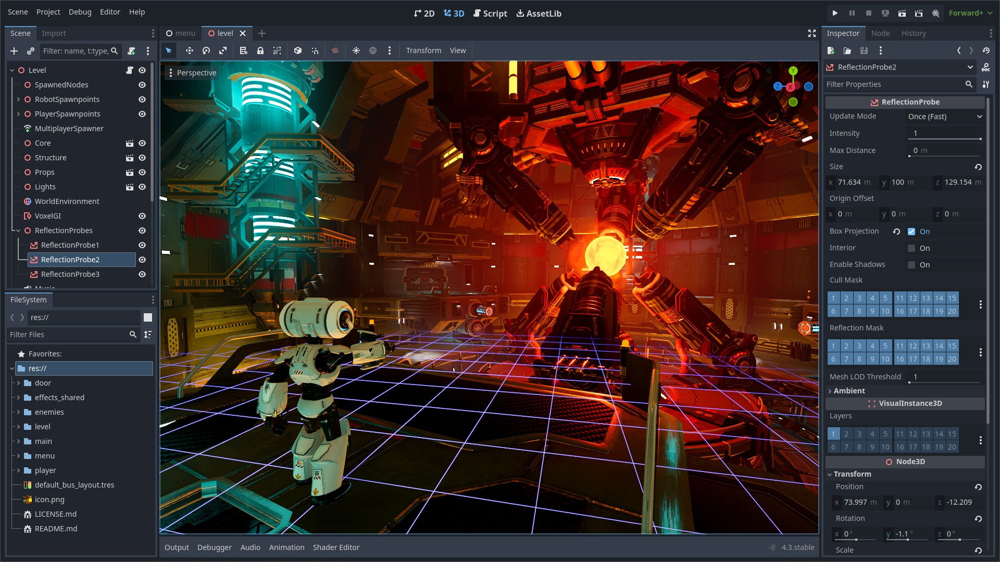 Scene Project Debug Editor Help
2D 3D Script AssetLib
Forward+
Scene Import
Filter: name, t:type,
Level
SpawnedNodes
RobotSpawnpoints
PlayerSpawnpoints
MultiplayerSpawner
Core
Structure
Props
Lights
WorldEnvironment
VoxelGI
ReflectionProbes
ReflectionProbe1
ReflectionProbe2
ReflectionProbe3
Music
FileSystem
res://
Filter Files
Favorites:
res://
door
effects_shared
enemies
level
main
menu
player
default_bus_layout.tres
icon.png
LICENSE.md
README.md
menu level
Transform View
Perspective
Y
Z X
Output Debugger Audio Animation Shader Editor
4.3.stable
Inspector Node History
ReflectionProbe2
Filter Properties
ReflectionProbe
Update Mode Once (Fast)
Intensity 1
Max Distance 0 m
Size
x 71.634 m y 100 m z 129.154 m
Origin Offset
x 0 m y 0 m z 0 m
Box Projection On
Interior On
Enable Shadows On
Cull Mask
1 2 3 4 5 11 12 13 14 15
6 7 8 9 10 16 17 18 19 20
Reflection Mask
1 2 3 4 5 11 12 13 14 15
6 7 8 9 10 16 17 18 19 20
Mesh LOD Threshold 1
Ambient
VisualInstance3D
Layers
1 2 3 4 5 11 12 13 14 15
6 7 8 9 10 16 17 18 19 20
Node3D
Transform
Position
x 73.997 m y 0 m z -12.209
Rotation
x 0 ° y -1.1 ° z 0 °
Scale